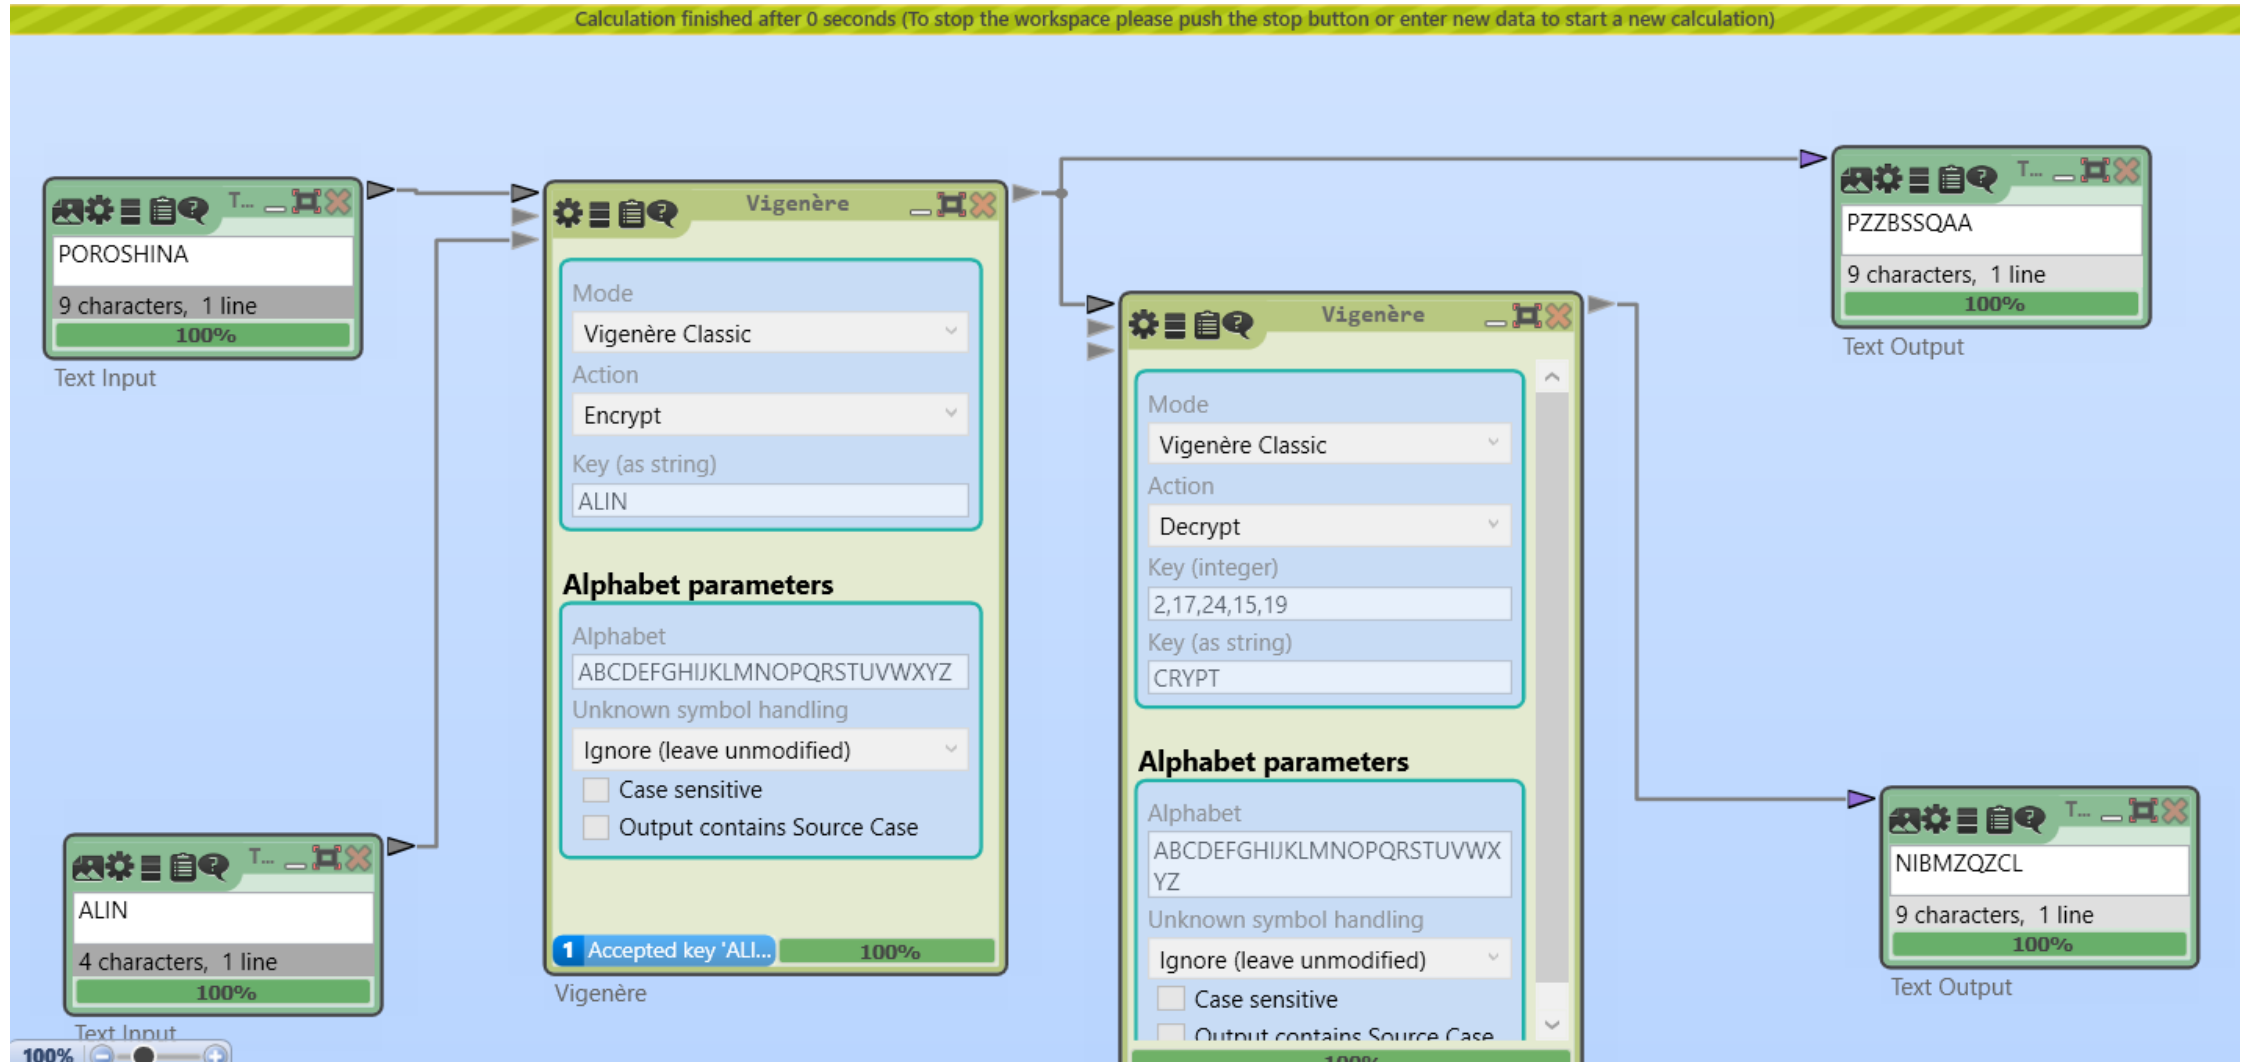 Calculation finished after 0 seconds (To stop the workspace please push the stop button or enter new data to start a new calculation)
T...
POROSHINA
9 characters, 1 line
100%
Text Input
T...
ALIN
4 characters, 1 line
100%
Text Input
100%
Vigenère
Mode
Vigenère Classic
Action
Encrypt
Key (as string)
ALIN
Alphabet parameters
Alphabet
ABCDEFGHIJKLMNOPQRSTUVWXYZ
Unknown symbol handling
Ignore (leave unmodified)
Case sensitive
Output contains Source Case
1 Accepted key 'ALI...
100%
Vigenère
Vigenère
Mode
Vigenère Classic
Action
Decrypt
Key (integer)
2,17,24,15,19
Key (as string)
CRYPT
Alphabet parameters
Alphabet
ABCDEFGHIJKLMNOPQRSTUVWX
YZ
Unknown symbol handling
Ignore (leave unmodified)
Case sensitive
Output contains Source Case
100%
T...
PZZBSSQAA
9 characters, 1 line
100%
Text Output
T...
NIBMZQZCL
9 characters, 1 line
100%
Text Output